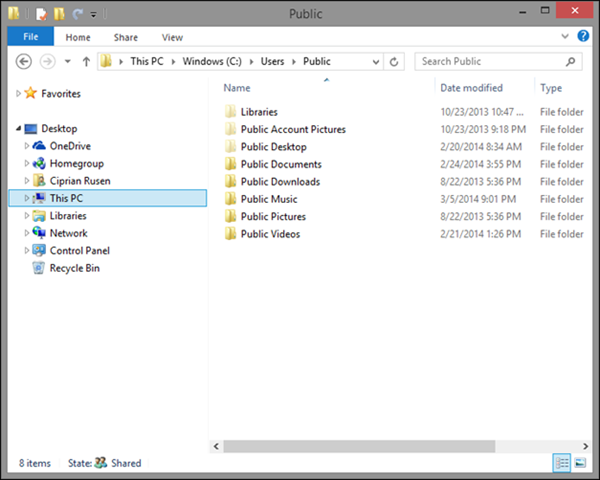 Public
File Home Share View
This PC Windows (C:) Users Public Search Public
Name Date modified Type
Favorites
Desktop
OneDrive
Homegroup
Ciprian Rusen
This PC
Libraries
Network
Control Panel
Recycle Bin
Libraries 10/23/2013 10:47 ... File folder
Public Account Pictures 10/23/2013 9:18 PM File folder
Public Desktop 2/20/2014 8:34 AM File folder
Public Documents 2/24/2014 3:55 PM File folder
Public Downloads 8/22/2013 5:36 PM File folder
Public Music 3/5/2014 9:01 PM File folder
Public Pictures 8/22/2013 5:36 PM File folder
Public Videos 2/21/2014 1:26 PM File folder
8 items State: Shared